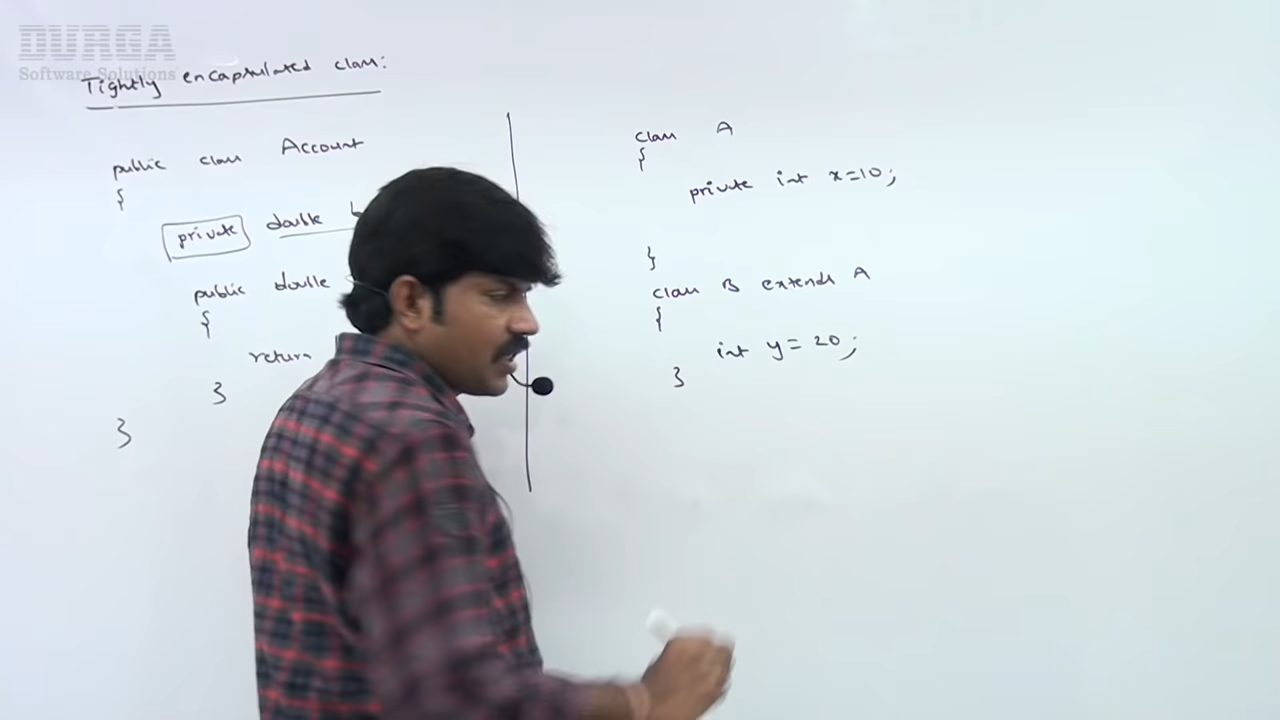 DURGA
Software Solutions
Tightly encapsulated class:
public class Account
{
private double
public double
{
return
}
}
class A
{
private int x=10;
}
class B extends A
{
int y=20;
}